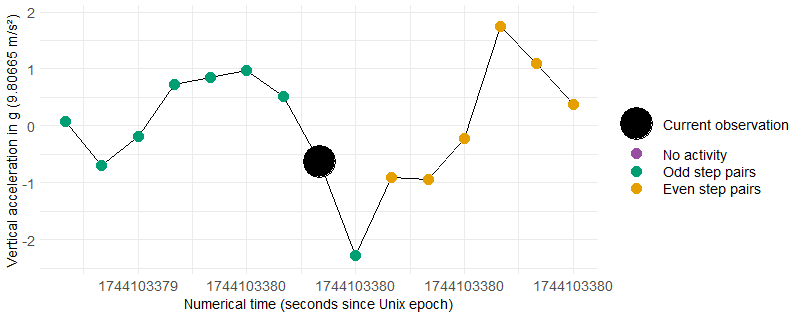 Vertical acceleration in g (9.80665 m/s²)
2
1
0
-1
-2
1744103379 1744103380 1744103380 1744103380 1744103380
Numerical time (seconds since Unix epoch)
Current observation
No activity
Odd step pairs
Even step pairs